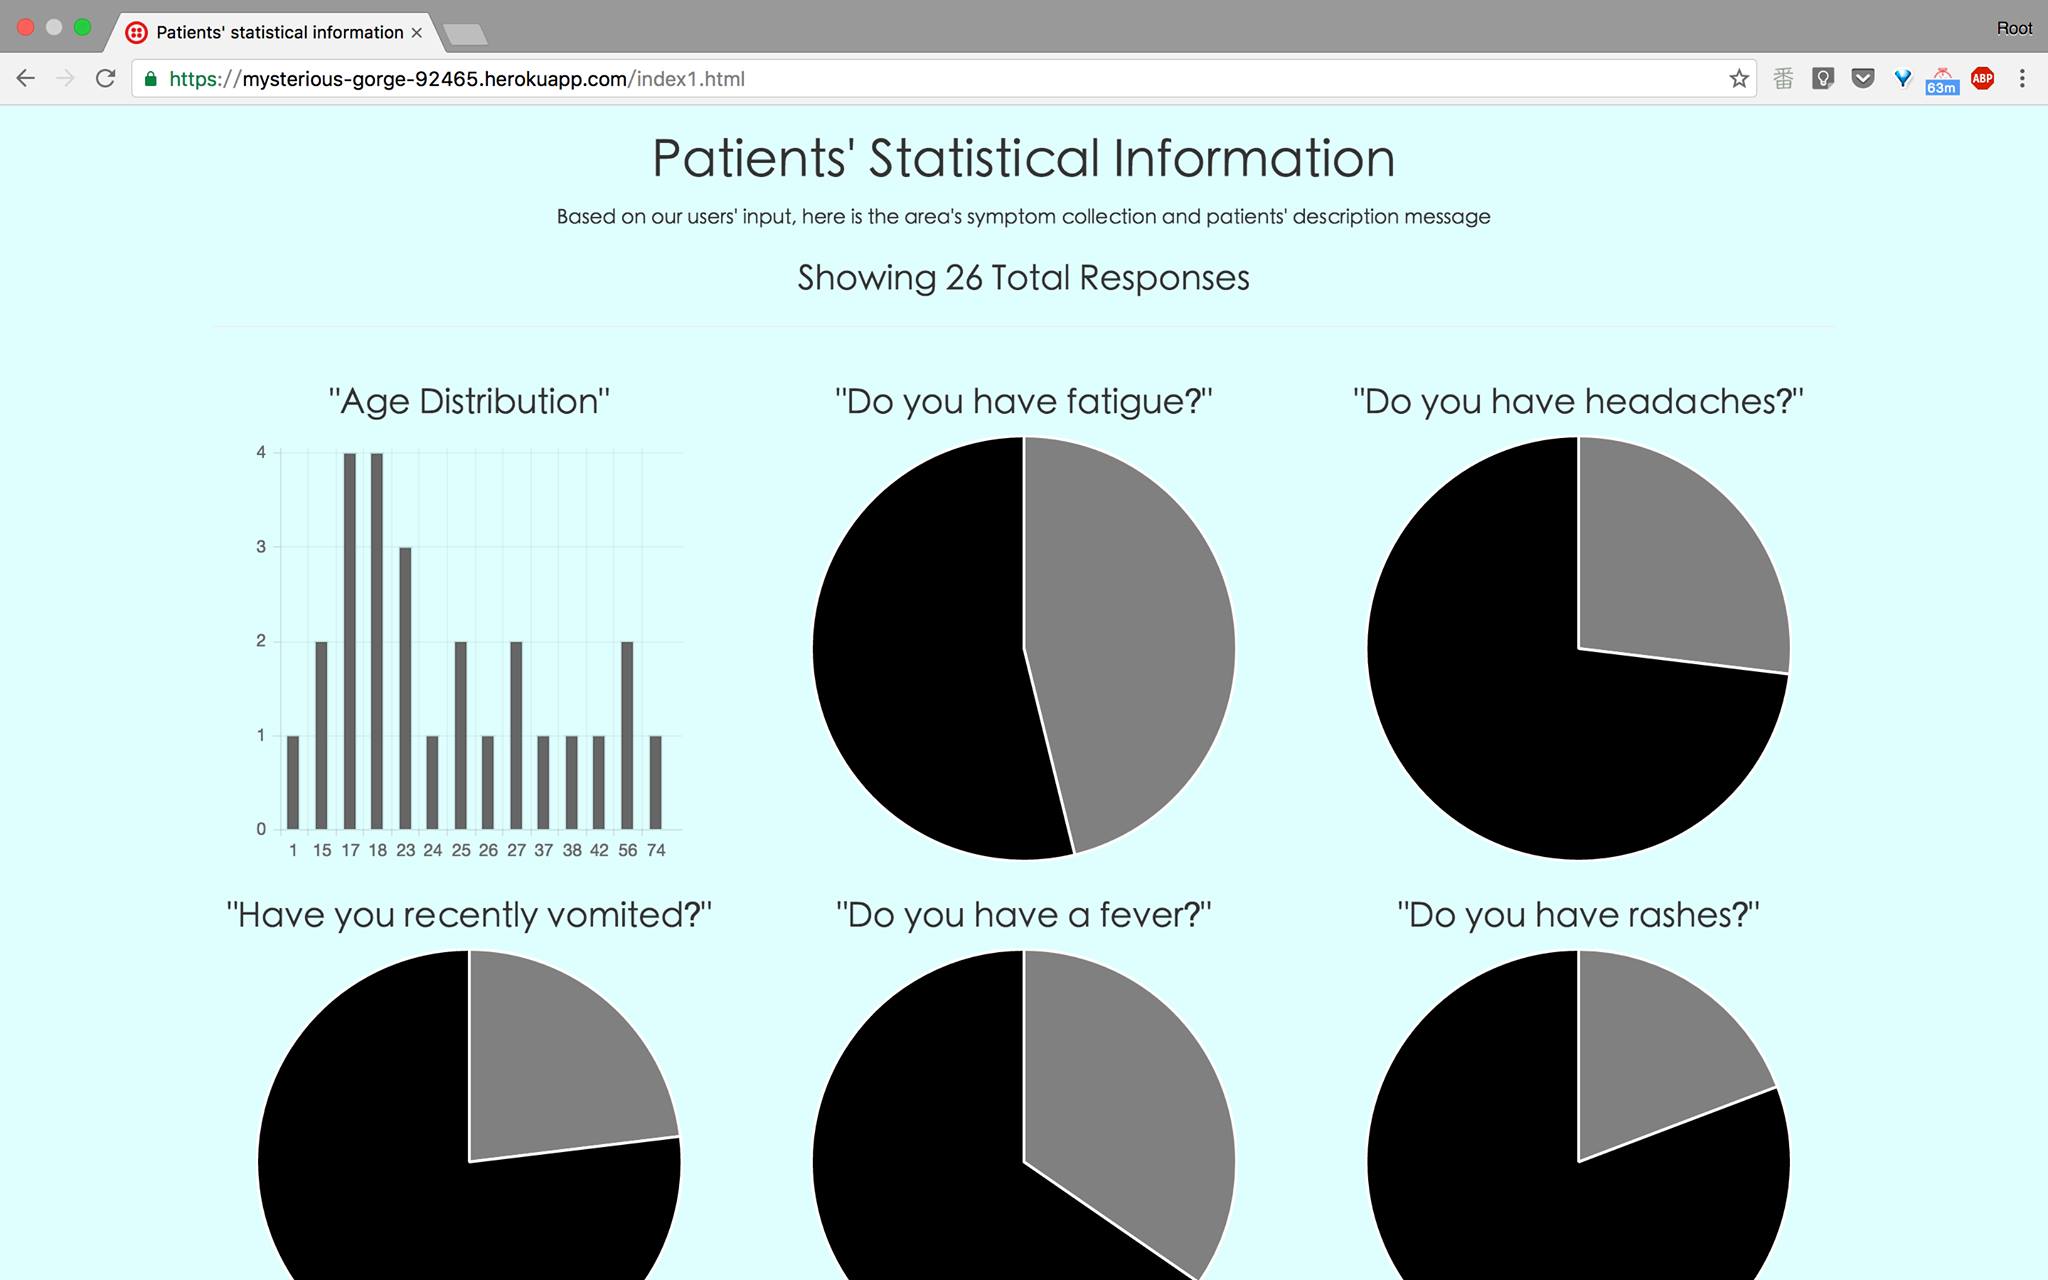 Patients' statistical information
Root
https://mysterious-gorge-92465.herokuapp.com/index1.html
番
63m
ABP
Patients' Statistical Information
Based on our users' input, here is the area's symptom collection and patients' description message
Showing 26 Total Responses
"Age Distribution"
4
3
2
1
0
1 15 17 18 23 24 25 26 27 37 38 42 56 74
"Do you have fatigue?"
"Do you have headaches?"
"Have you recently vomited?"
"Do you have a fever?"
"Do you have rashes?"